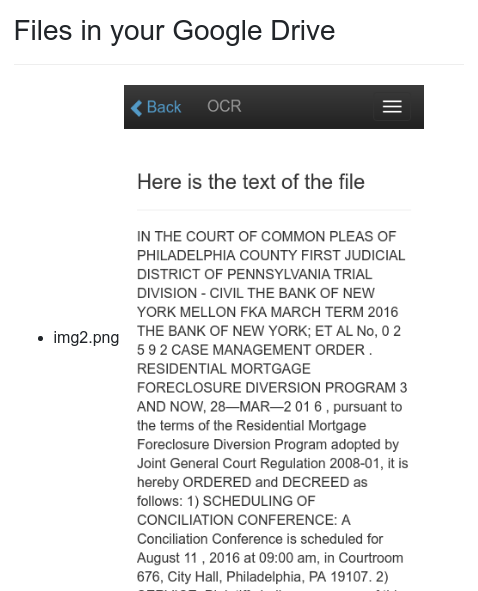 Files in your Google Drive
Back OCR
Here is the text of the file
IN THE COURT OF COMMON PLEAS OF
PHILADELPHIA COUNTY FIRST JUDICIAL
DISTRICT OF PENNSYLVANIA TRIAL
DIVISION - CIVIL THE BANK OF NEW
YORK MELLON FKA MARCH TERM 2016
THE BANK OF NEW YORK; ET AL No, 0 2
5 9 2 CASE MANAGEMENT ORDER .
RESIDENTIAL MORTGAGE
FORECLOSURE DIVERSION PROGRAM 3
AND NOW, 28—MAR—2 01 6 , pursuant to
the terms of the Residential Mortgage
Foreclosure Diversion Program adopted by
Joint General Court Regulation 2008-01, it is
hereby ORDERED and DECREED as
follows: 1) SCHEDULING OF
CONCILIATION CONFERENCE: A
Conciliation Conference is scheduled for
August 11 , 2016 at 09:00 am, in Courtroom
676, City Hall, Philadelphia, PA 19107. 2)
img2.png